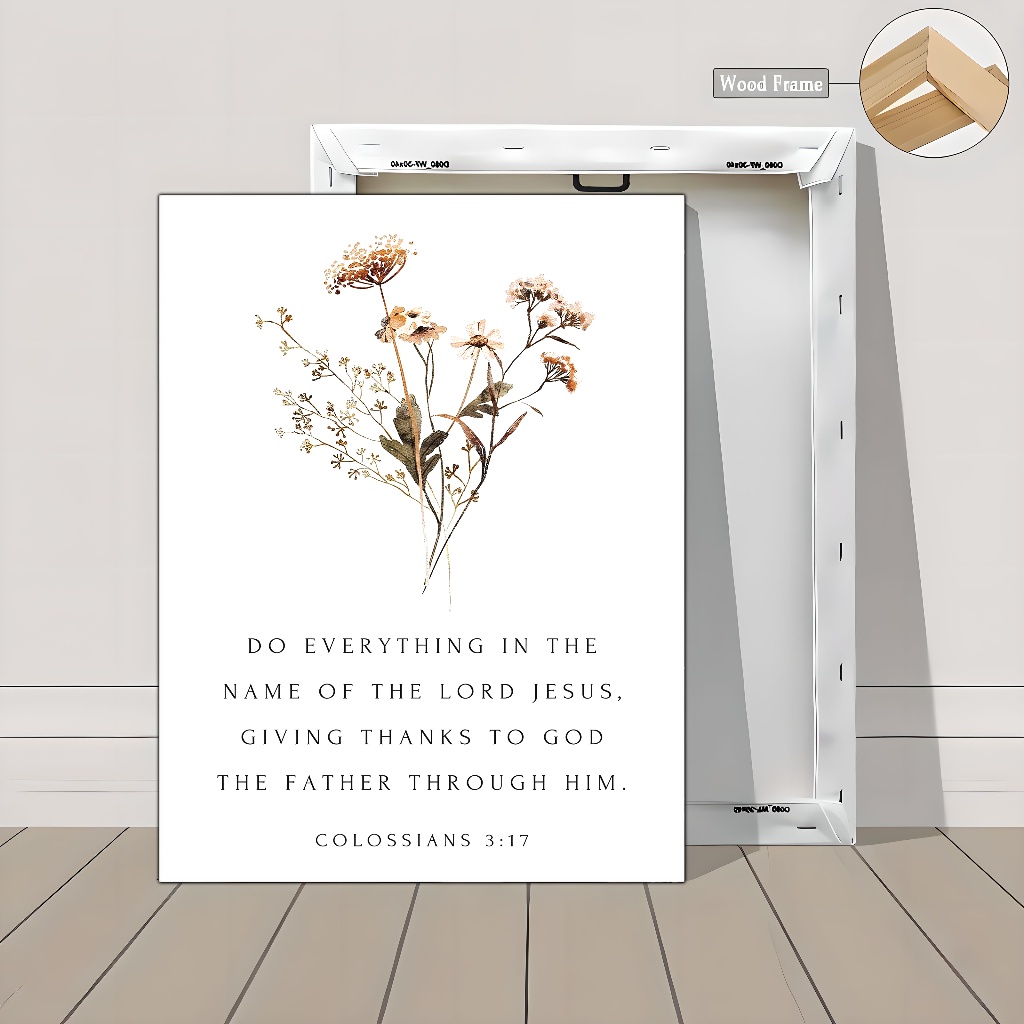 Wood Frame
DO EVERYTHING IN THE
NAME OF THE LORD JESUS,
GIVING THANKS TO GOD
THE FATHER THROUGH HIM.
COLOSSIANS 3:17